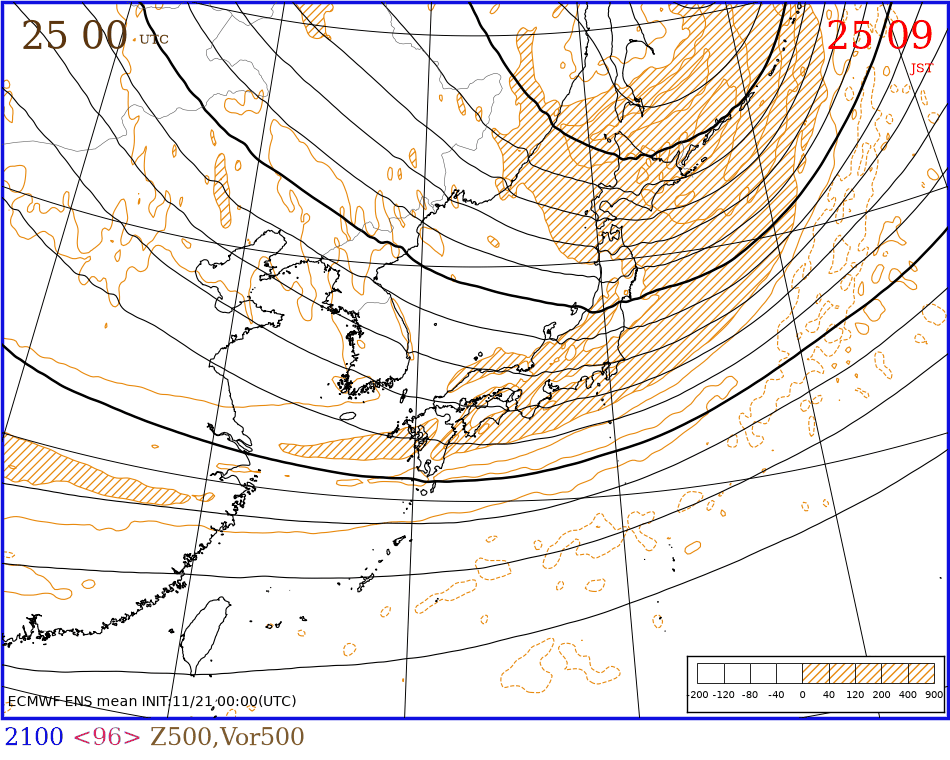 25 00 UTC
25 09
JST
-200 -120 -80 -40 0 40 120 200 400 900
ECMWF ENS mean INIT:11/21 00:00(UTC)
2100 <96> Z500,Vor500